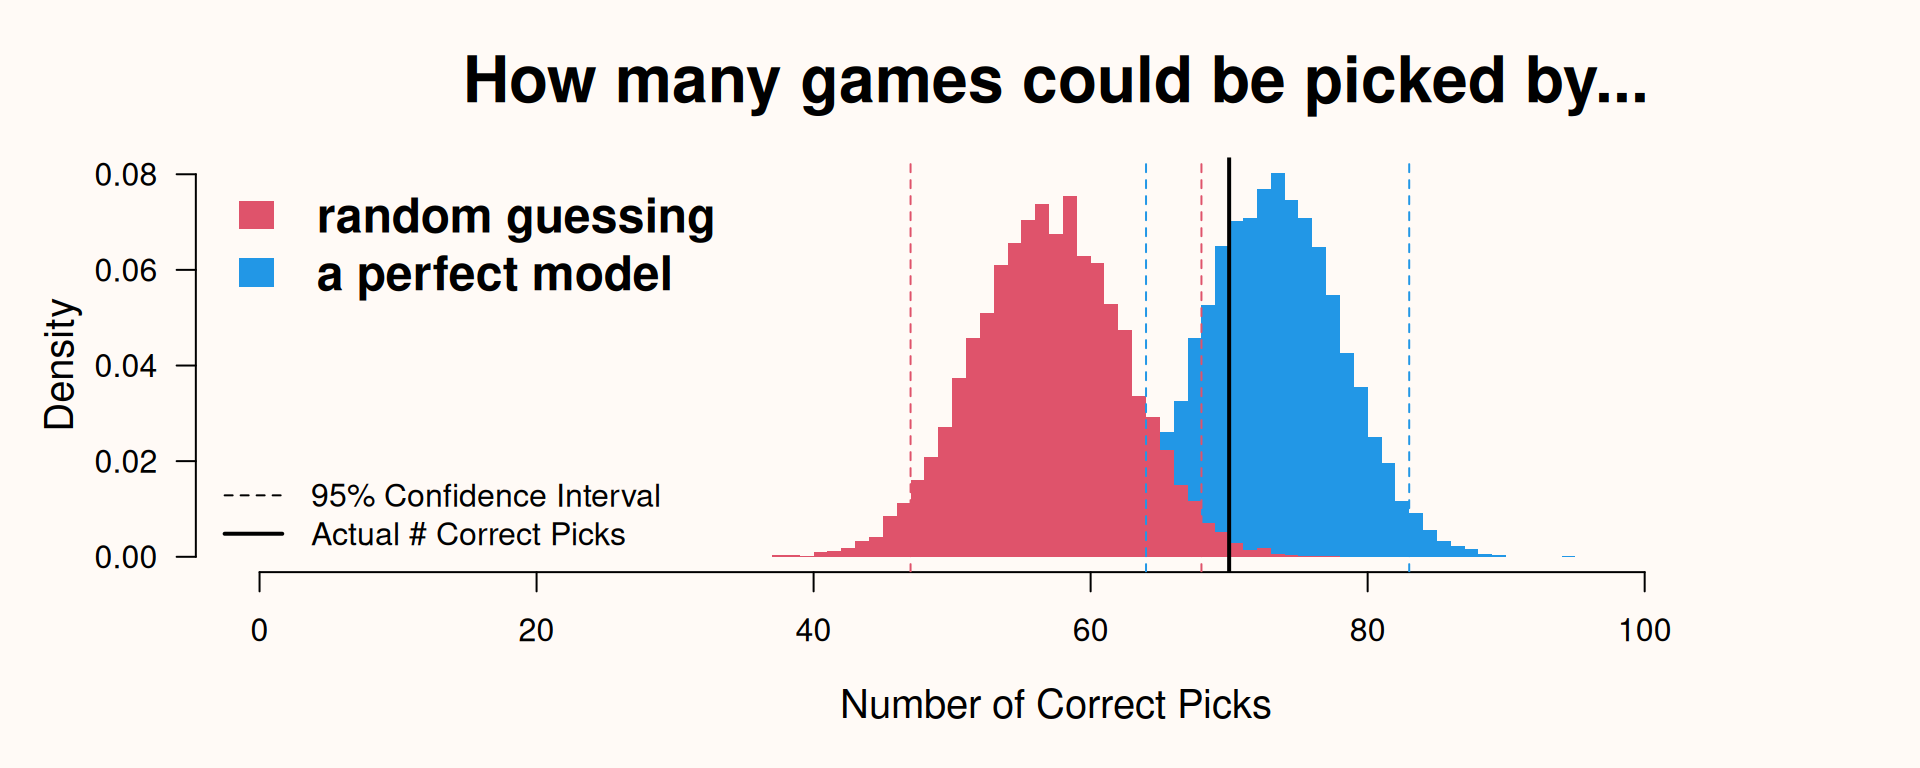 How many games could be picked by...
random guessing
a perfect model
95% Confidence Interval
Actual # Correct Picks
Density
0.08
0.06
0.04
0.02
0.00
0 20 40 60 80 100
Number of Correct Picks